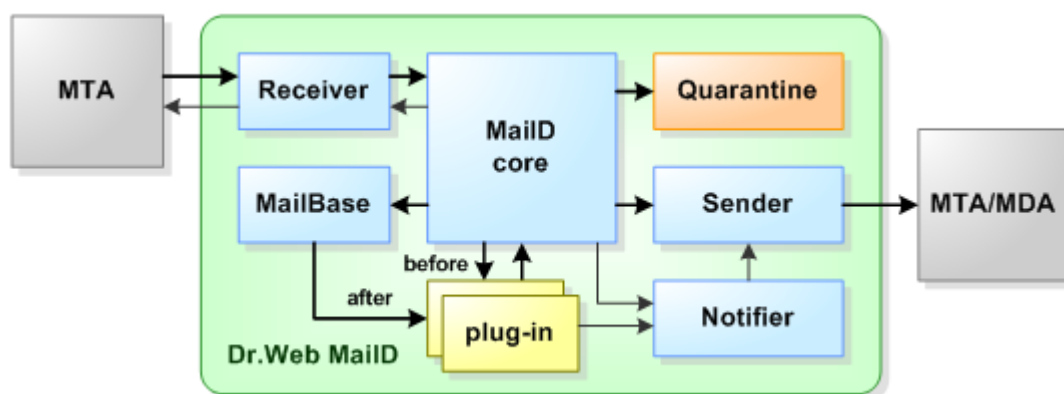 MTA
Receiver
MailD
core
Quarantine
MailBase
Sender
MTA/MDA
before
after
plug-in
Notifier
Dr.Web MailD